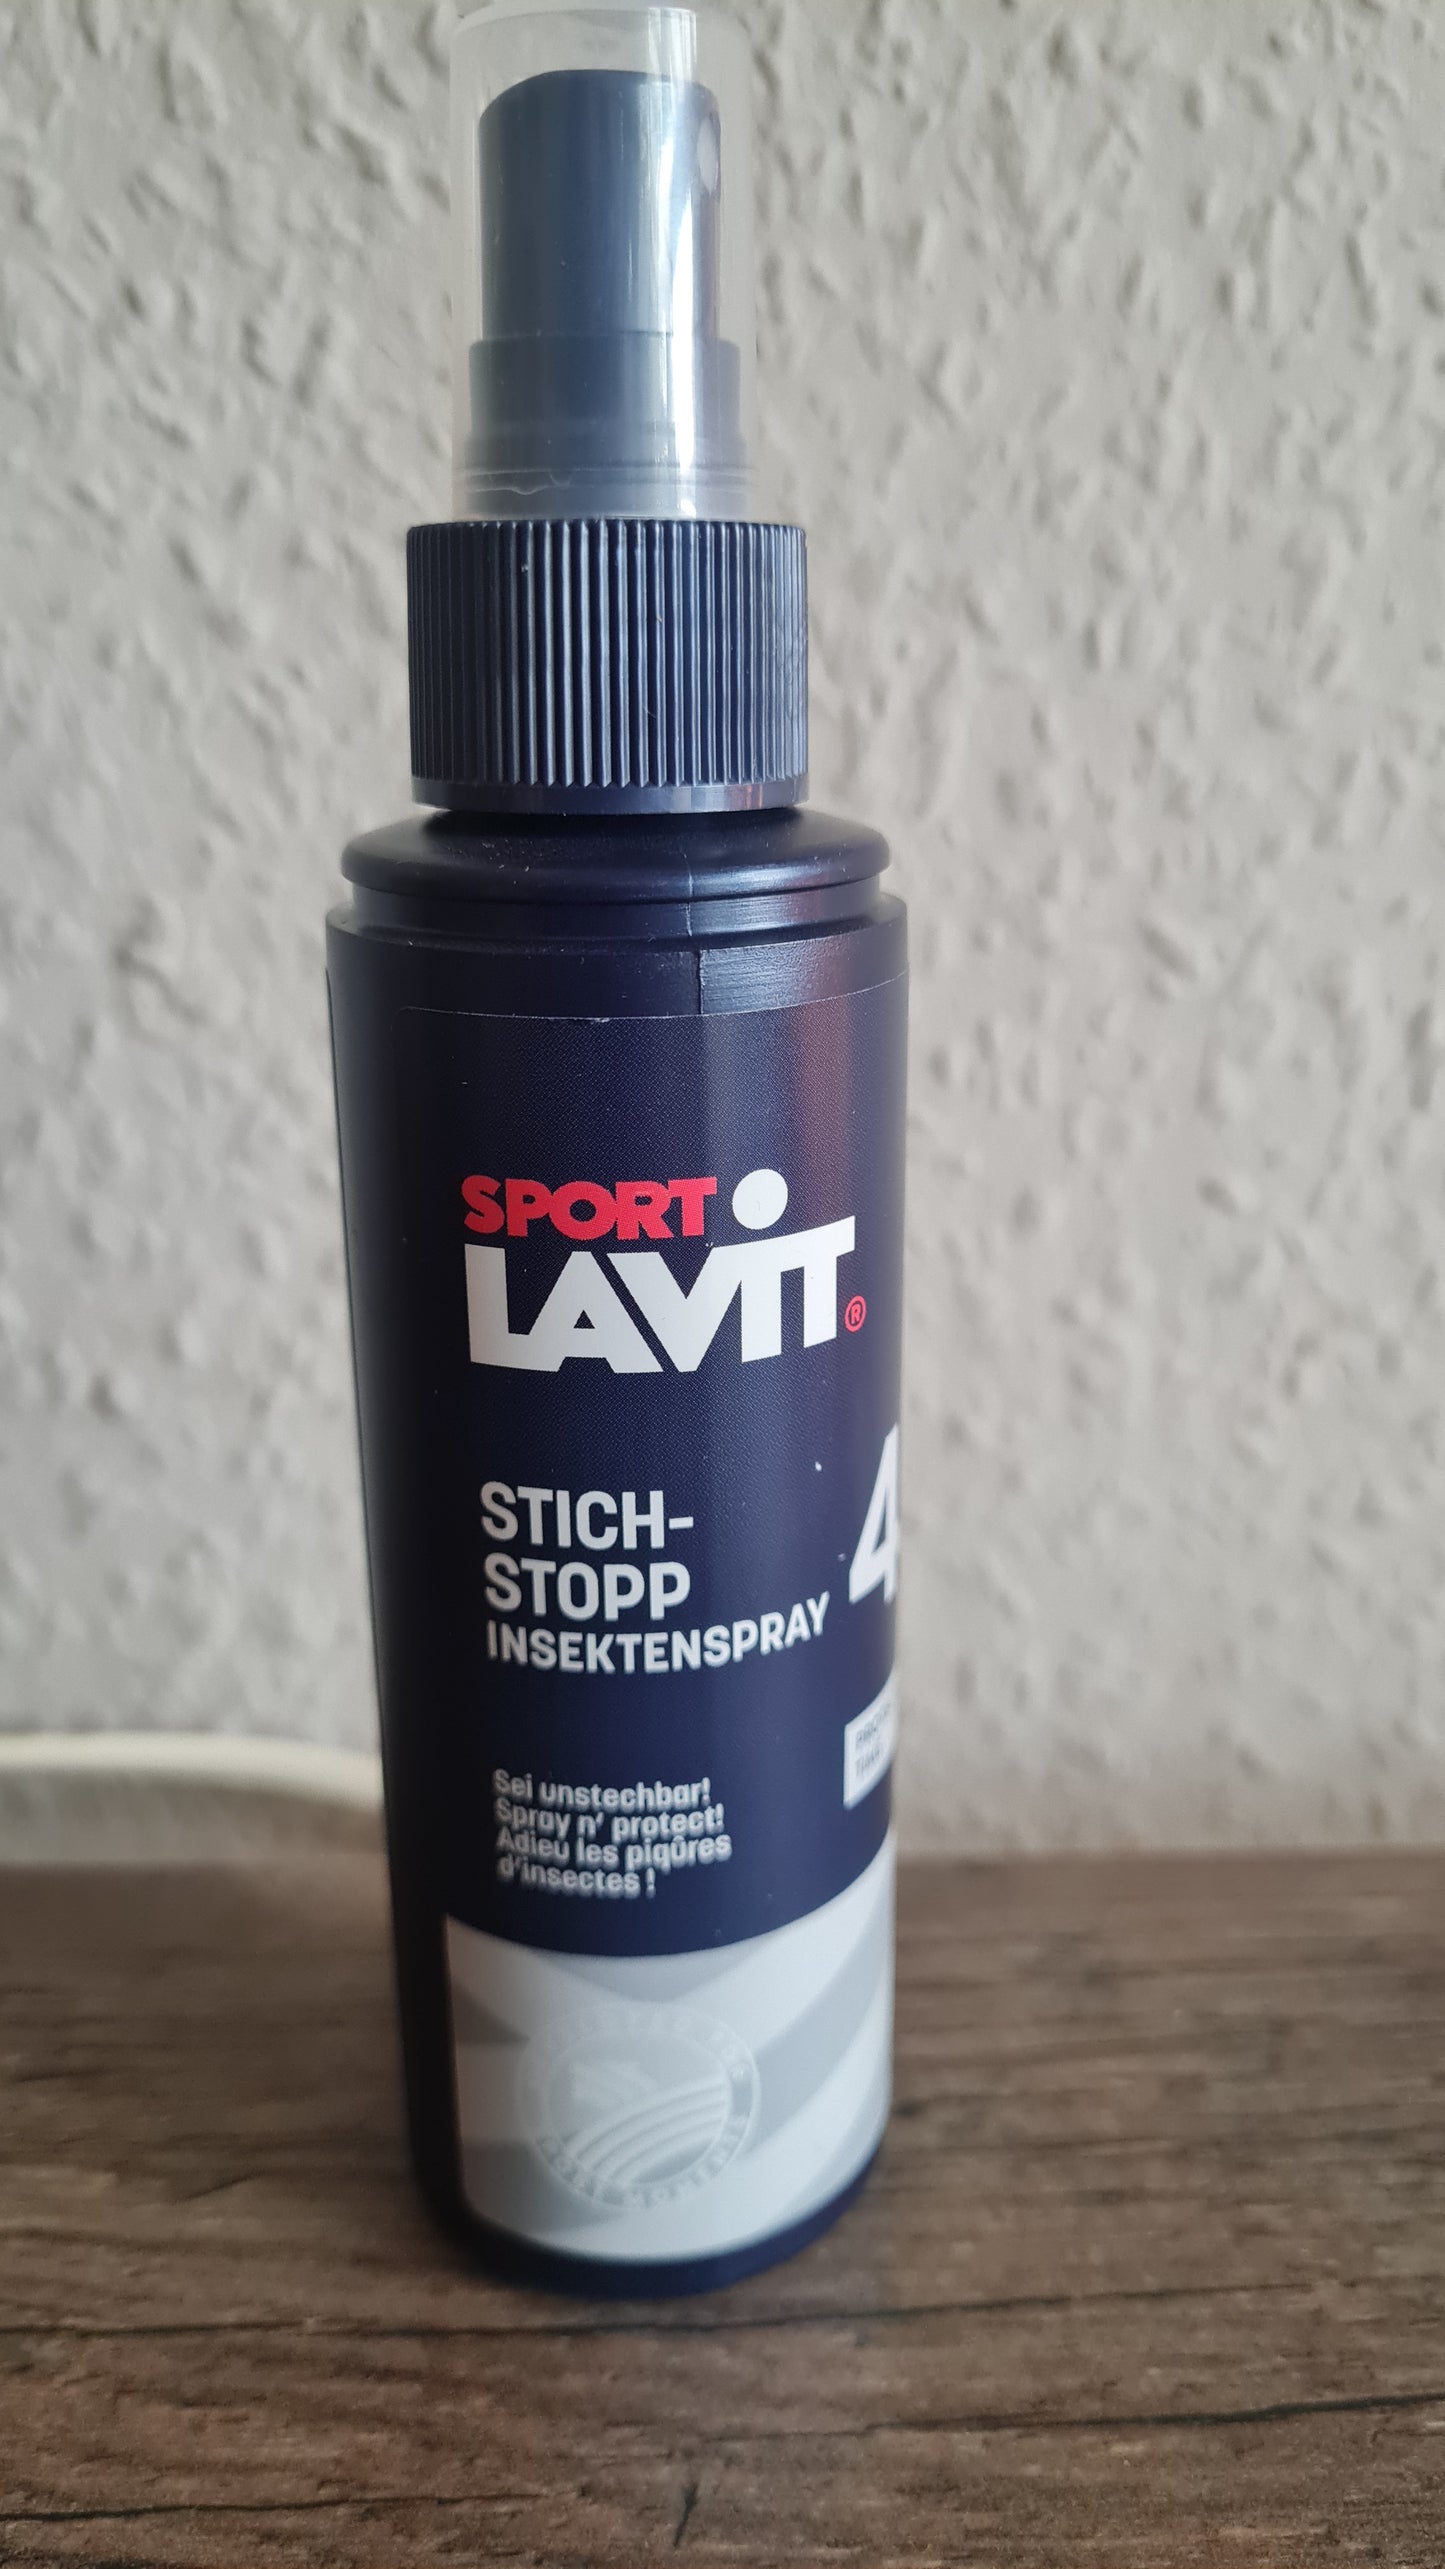 SPORT
LAVIT®
STICH-
STOPP
INSEKTENSPRAY
4
Sei unstechbar!
Spray n' protect!
Adieu les piqûres
d'insectes !